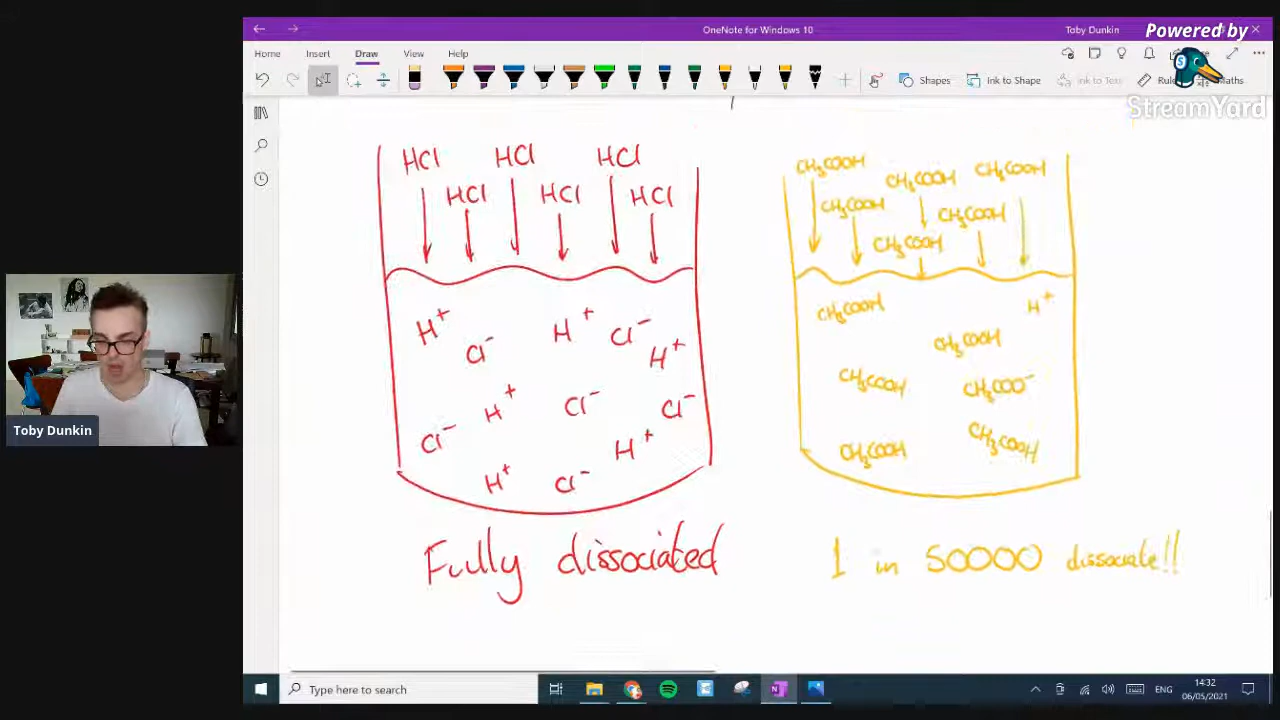 OneNote for Windows 10
Toby Dunkin
Powered by
StreamYard
Home Insert Draw View Help
Shapes Ink to Shape Ink to Text Ruler Maths
HCl HCl HCl
HCl HCl HCl
H+ Cl- H+ Cl- H+
H+ Cl- Cl-
Cl- H+
H+ Cl-
Fully dissociated
CH3COOH CH3COOH CH3COOH
CH3COOH CH3COOH
CH3COOH
CH3COOH H+
CH3COOH
CH3COOH CH3COO-
CH3COOH CH3COOH
1 in 50000 dissociate!!
Toby Dunkin
Type here to search
ENG
14:32
06/05/2021